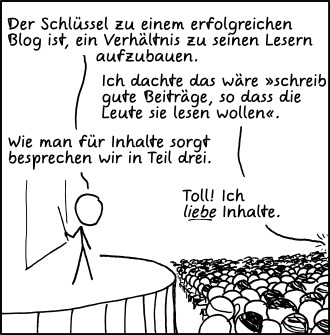 Der Schlüssel zu einem erfolgreichen
Blog ist, ein Verhältnis zu seinen Lesern
aufzubauen.
Ich dachte das wäre »schreib
gute Beiträge, so dass die
Leute sie lesen wollen«.
Wie man für Inhalte sorgt
besprechen wir in Teil drei.
Toll! Ich
liebe Inhalte.